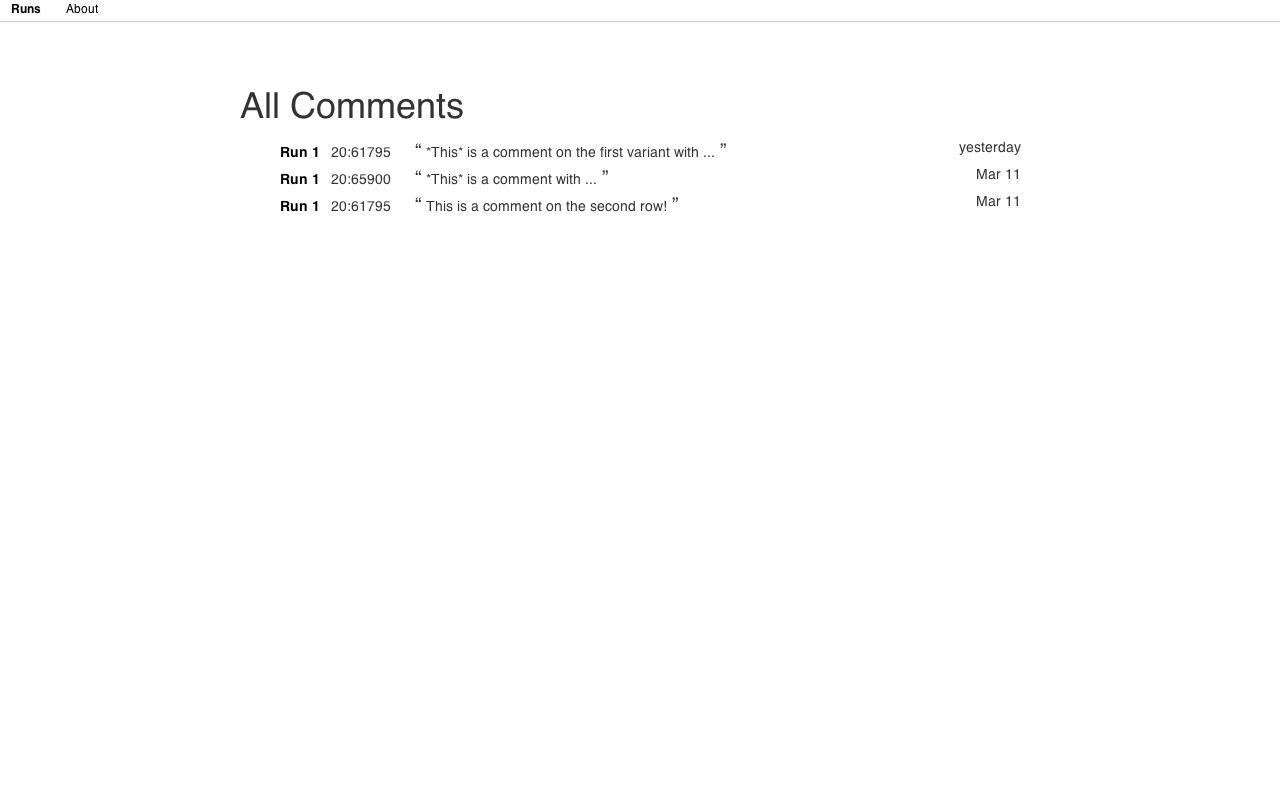 Runs About
All Comments
Run 1 20:61795 “ *This* is a comment on the first variant with ... ” yesterday
Run 1 20:65900 “ *This* is a comment with ... ” Mar 11
Run 1 20:61795 “ This is a comment on the second row! ” Mar 11